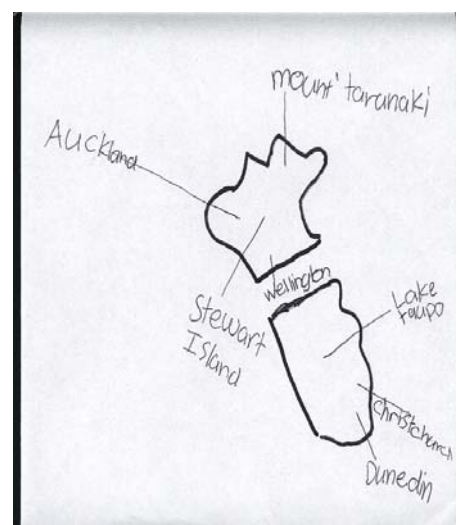 mount taranaki
Auckland
wellington
Stewart
Island
Lake
taupo
christchurch
Dunedin